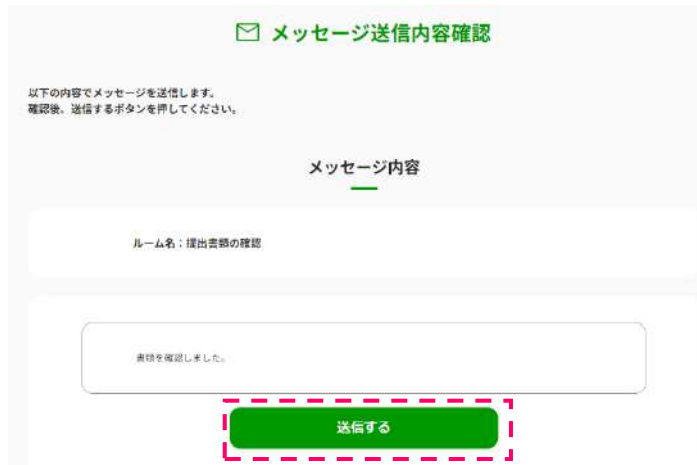 メッセージ送信内容確認
以下の内容でメッセージを送信します。
確認後、送信するボタンを押してください。
メッセージ内容
ルーム名：提出書類の確認
書類を確認しました。
送信する